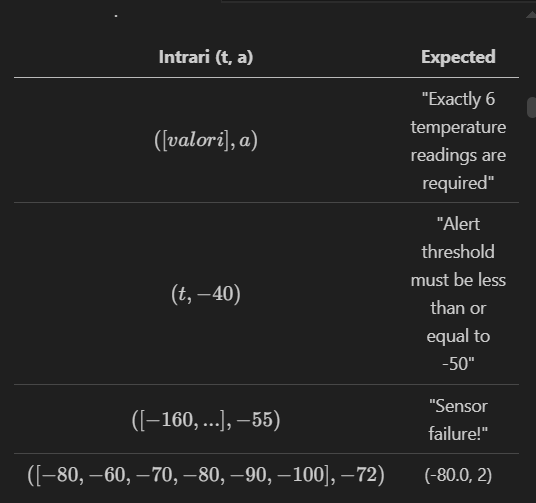 Intrari (t, a) Expected
([valori], a) "Exactly 6
temperature
readings are
required"
(t, −40) "Alert
threshold
must be less
than or
equal to
-50"
([−160, ...], −55) "Sensor
failure!"
([−80, −60, −70, −80, −90, −100], −72) (-80.0, 2)